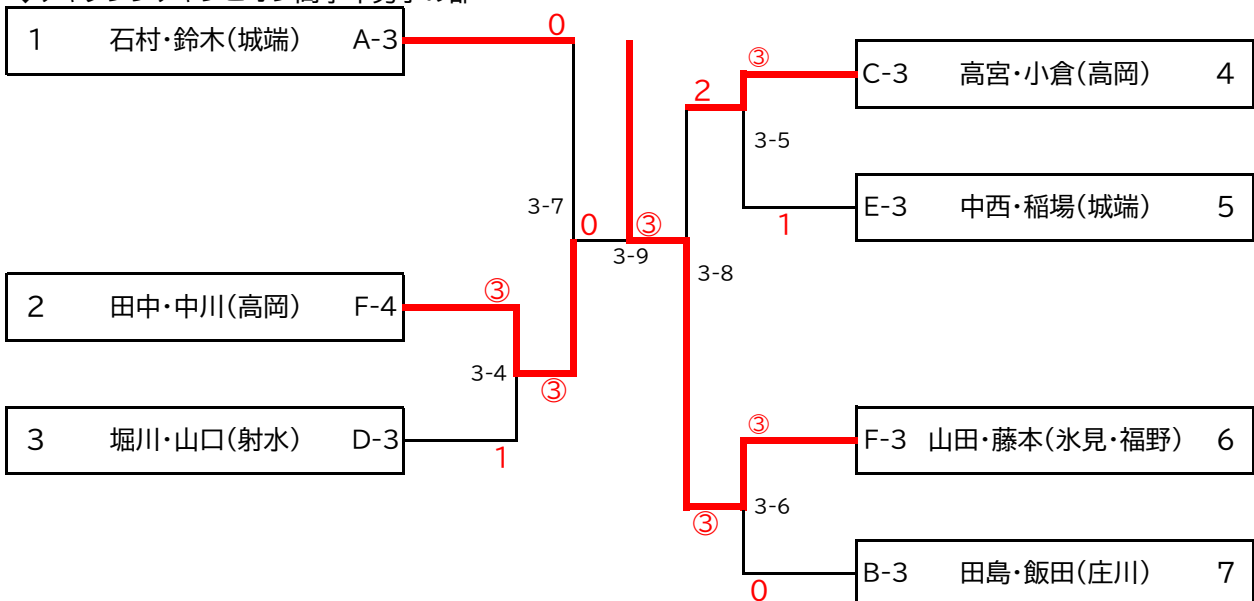 0
1 石村・鈴木(城端) A-3
③
C-3 高宮・小倉(高岡) 4
2
3-5
3-7
E-3 中西・稲場(城端) 5
1
0
③
3-9
3-8
2 田中・中川(高岡) F-4
③
3-4
③
3 堀川・山口(射水) D-3
1
③
F-3 山田・藤本(氷見・福野) 6
3-6
③
B-3 田島・飯田(庄川) 7
0